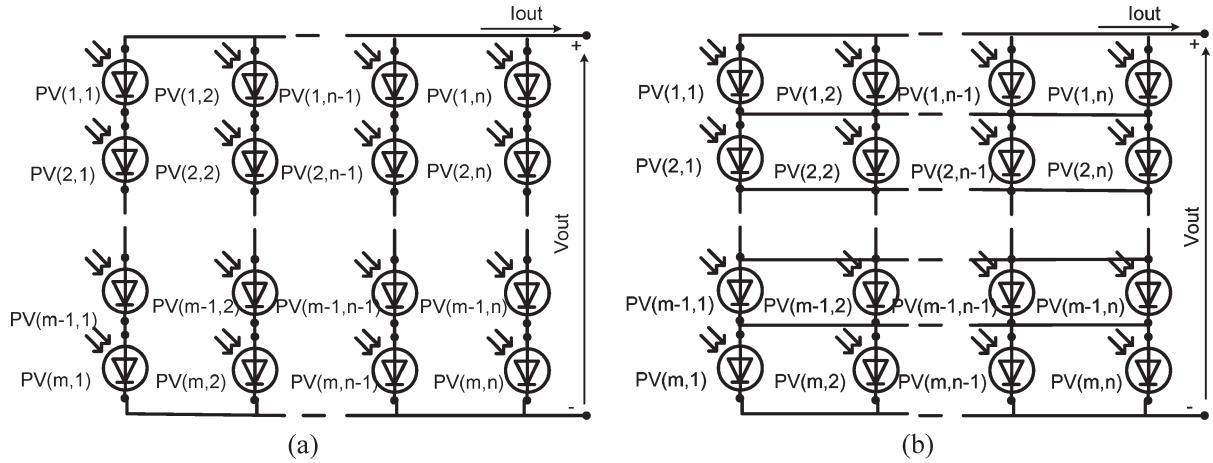 Iout
+
PV(1,1) PV(1,2) PV(1,n-1) PV(1,n)
PV(2,1) PV(2,2) PV(2,n-1) PV(2,n)
Vout
PV(m-1,1) PV(m-1,2) PV(m-1,n-1) PV(m-1,n)
PV(m,1) PV(m,2) PV(m,n-1) PV(m,n)
-
(a)
Iout
+
PV(1,1) PV(1,2) PV(1,n-1) PV(1,n)
PV(2,1) PV(2,2) PV(2,n-1) PV(2,n)
Vout
PV(m-1,1) PV(m-1,2) PV(m-1,n-1) PV(m-1,n)
PV(m,1) PV(m,2) PV(m,n-1) PV(m,n)
-
(b)